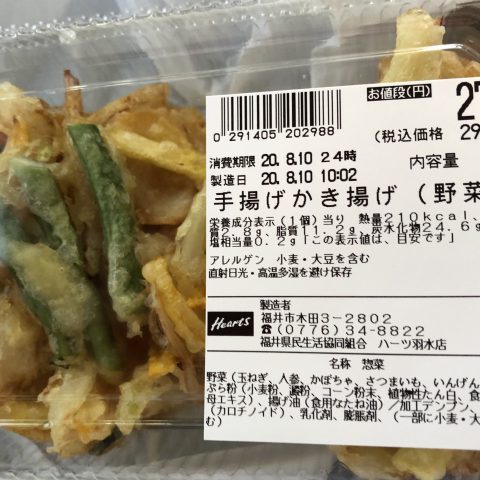 お値段(円) 27
0 291405 202988
(税込価格 29
消費期限 20. 8.10 24時
内容量
製造日 20. 8.10 10:02
手揚げかき揚げ(野菜
栄養成分表示(1個)当り 熱量210kcal、
質2.8g、脂質11.2g、炭水化物24.6g
塩相当量0.2g「この表示値は、目安です」
アレルゲン 小麦・大豆を含む
直射日光・高温多湿を避け保存
製造者
Hearts 福井市木田3-2802
☎(0776)34-8822
福井県民生活協同組合 ハーツ羽水店
名称 惣菜
野菜(玉ねぎ、人参、かぼちゃ、さつまいも、いんげん
ぷら粉(小麦粉、澱粉、コーン粉末、植物性たん白、食
母エキス)、揚げ油(食用なたね油)/加工デンプン、
(カロチノイド)、乳化剤、膨脹剤、(一部に小麦・大
む)